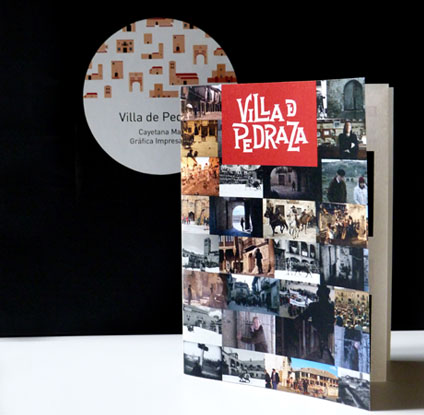 Villa de Ped
Cayetana Ma
Gráfica Impresa
VILLA D
PEDRAZA